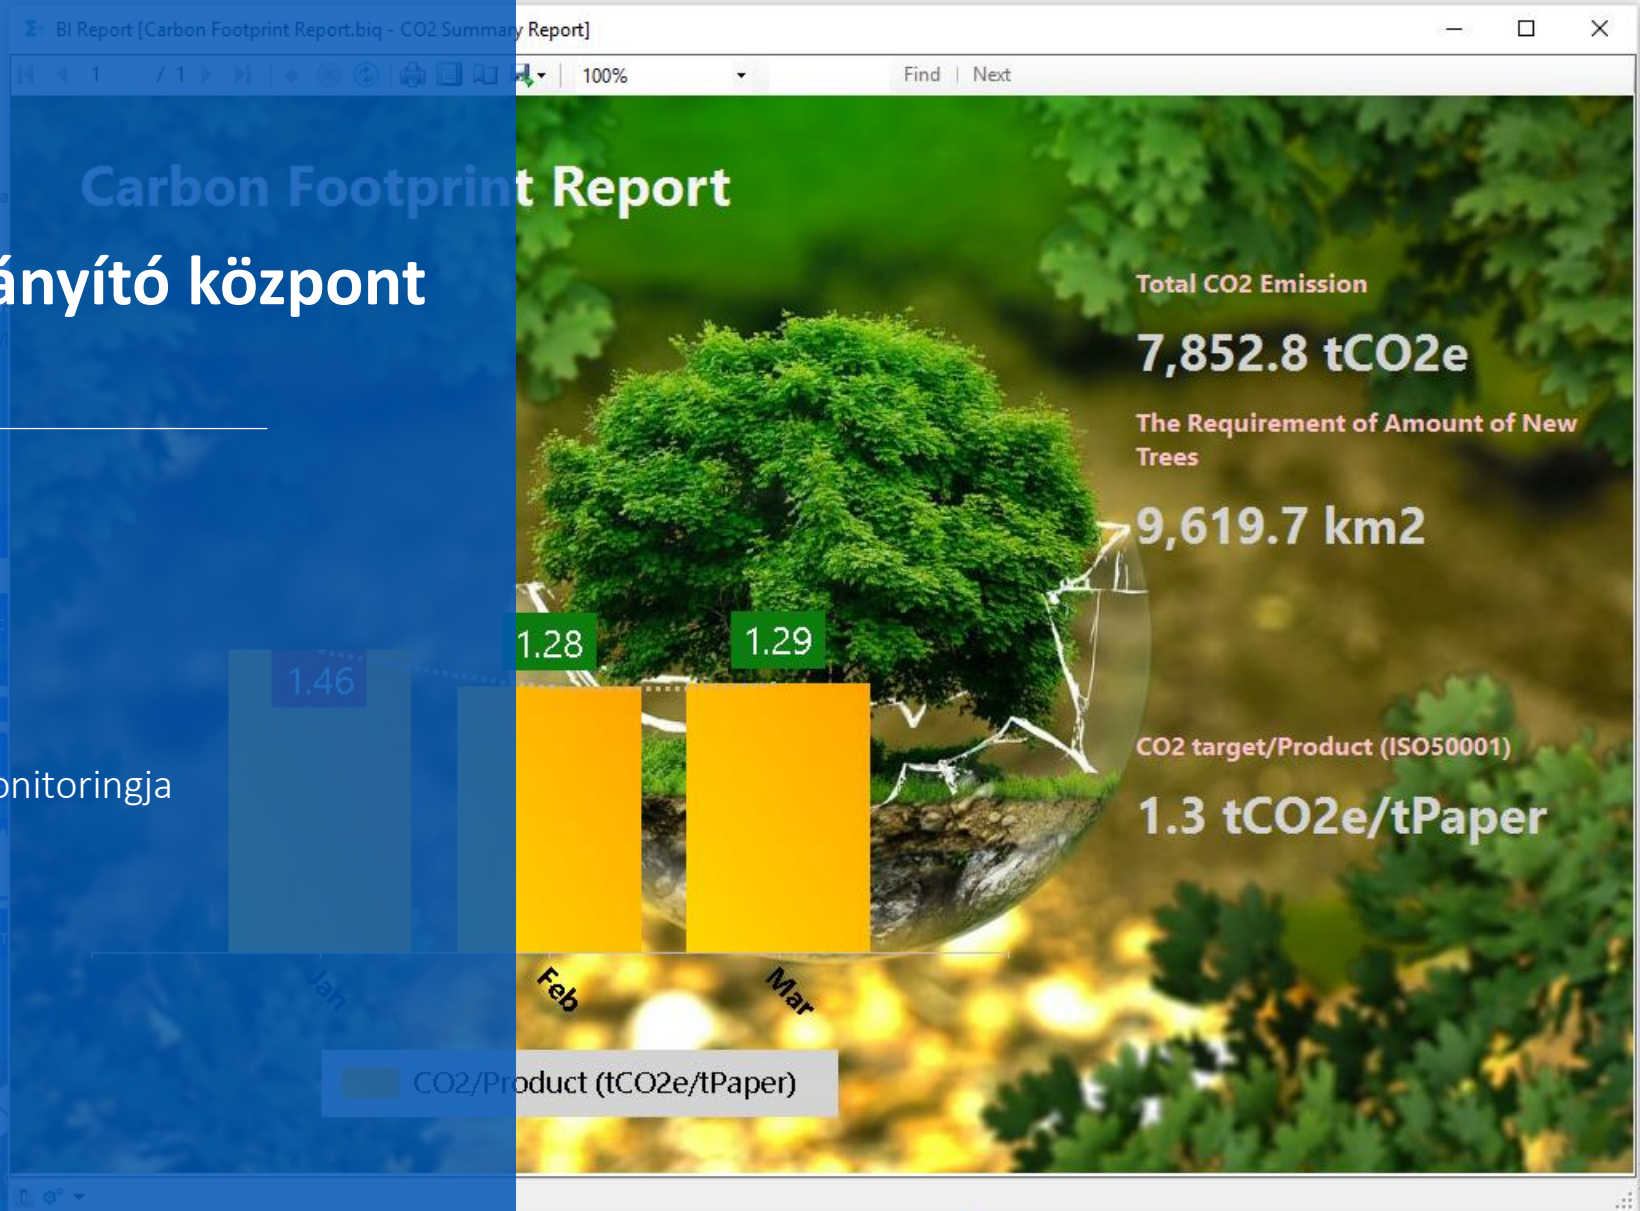 BI Report [Carbon Footprint Report.biq - CO2 Summary Report]
1 / 1 100% Find | Next
Carbon Footprint Report
ányító központ
Total CO2 Emission
7,852.8 tCO2e
The Requirement of Amount of New
Trees
9,619.7 km2
1.46 1.28 1.29
CO2 target/Product (ISO50001)
onitoringja
1.3 tCO2e/tPaper
Jan Feb Mar
CO2/Product (tCO2e/tPaper)